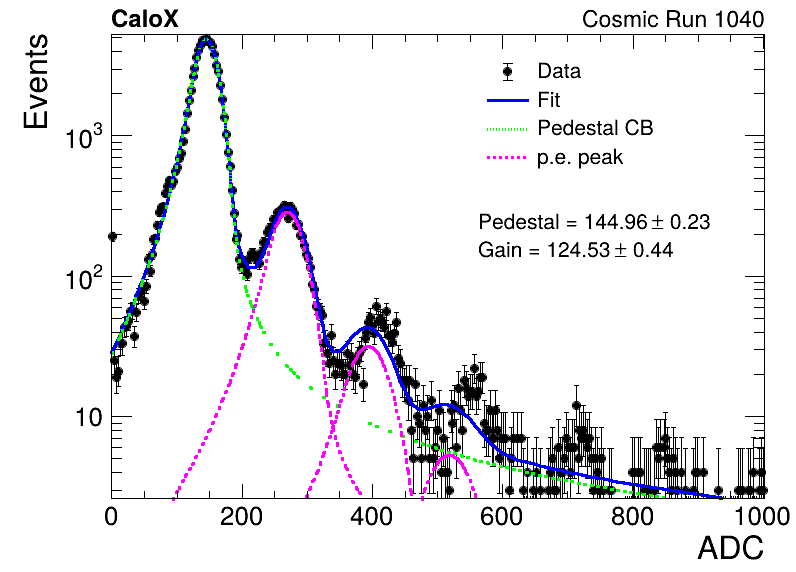 CaloX Cosmic Run 1040
Events
Data
Fit
Pedestal CB
p.e. peak
Pedestal = 144.96 ± 0.23
Gain = 124.53 ± 0.44
10³
10²
10
0 200 400 600 800 1000
ADC